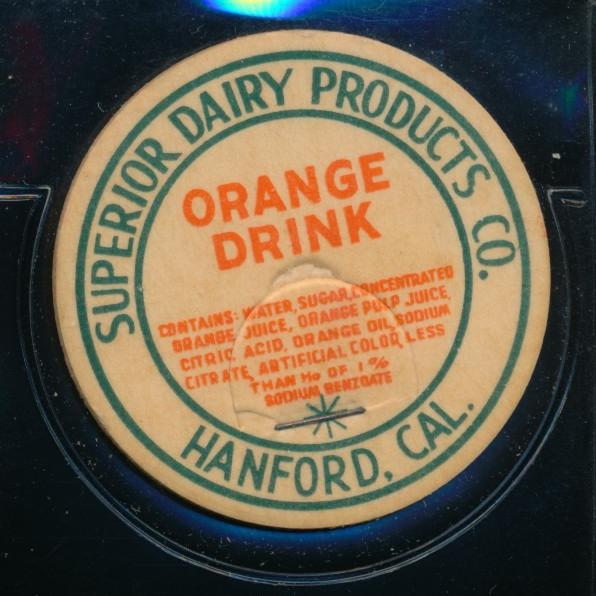 SUPERIOR DAIRY PRODUCTS CO.
ORANGE
DRINK
CONTAINS: WATER, SUGAR, CONCENTRATED
ORANGE JUICE, ORANGE PULP JUICE,
CITRIC ACID, ORANGE OIL, SODIUM
CITRATE, ARTIFICIAL COLOR, LESS
THAN 1/10 OF 1%
SODIUM BENZOATE
HANFORD, CAL.